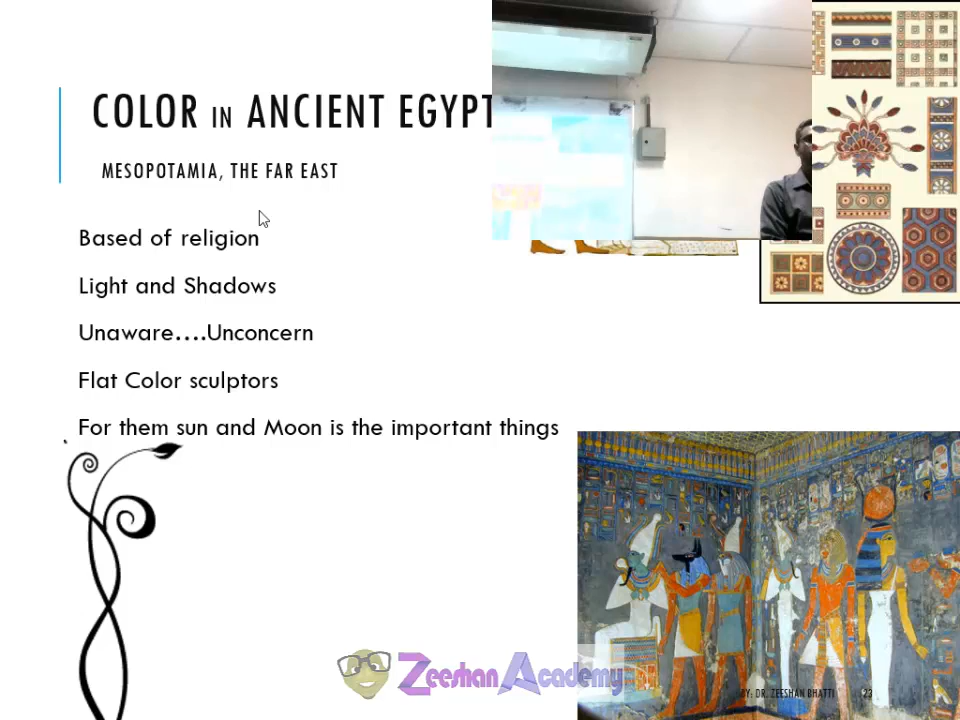 COLOR IN ANCIENT EGYPT
MESOPOTAMIA, THE FAR EAST
Based of religion
Light and Shadows
Unaware....Unconcern
Flat Color sculptors
For them sun and Moon is the important things
Zeeshan Academy
BY: DR. ZEESHAN BHATTI 23